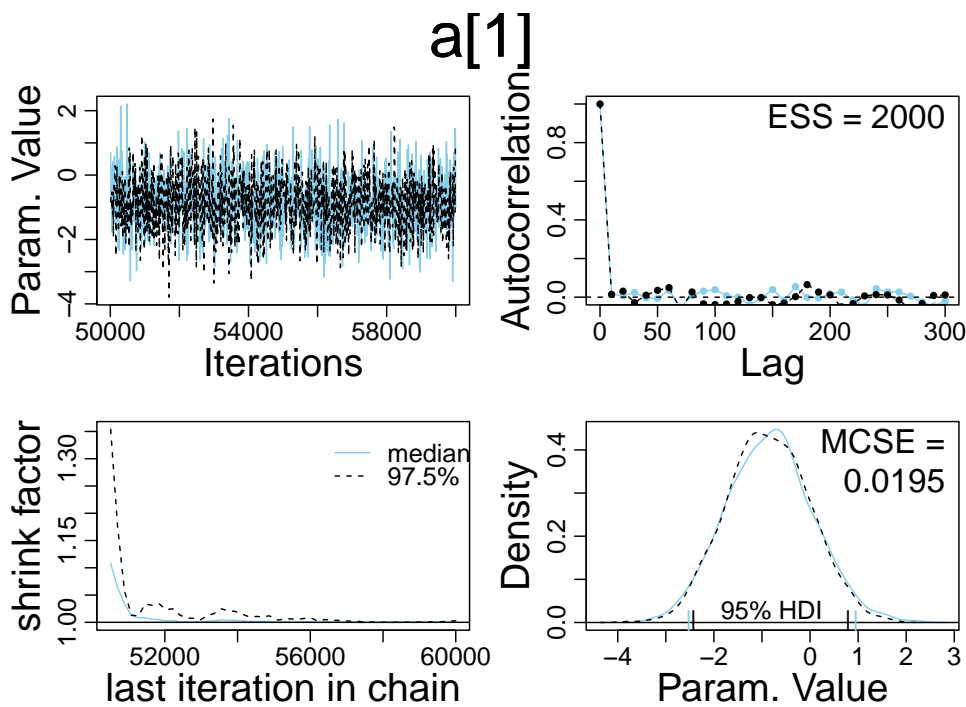 a[1]
Param. Value
2
0
−2
−4
50000 54000 58000
Iterations
Autocorrelation
0.8
0.4
0.0
ESS = 2000
0 50 100 200 300
Lag
shrink factor
1.30
1.15
1.00
median
97.5%
52000 56000 60000
last iteration in chain
Density
0.4
0.2
0.0
MCSE =
0.0195
95% HDI
−4 −2 0 1 2 3
Param. Value